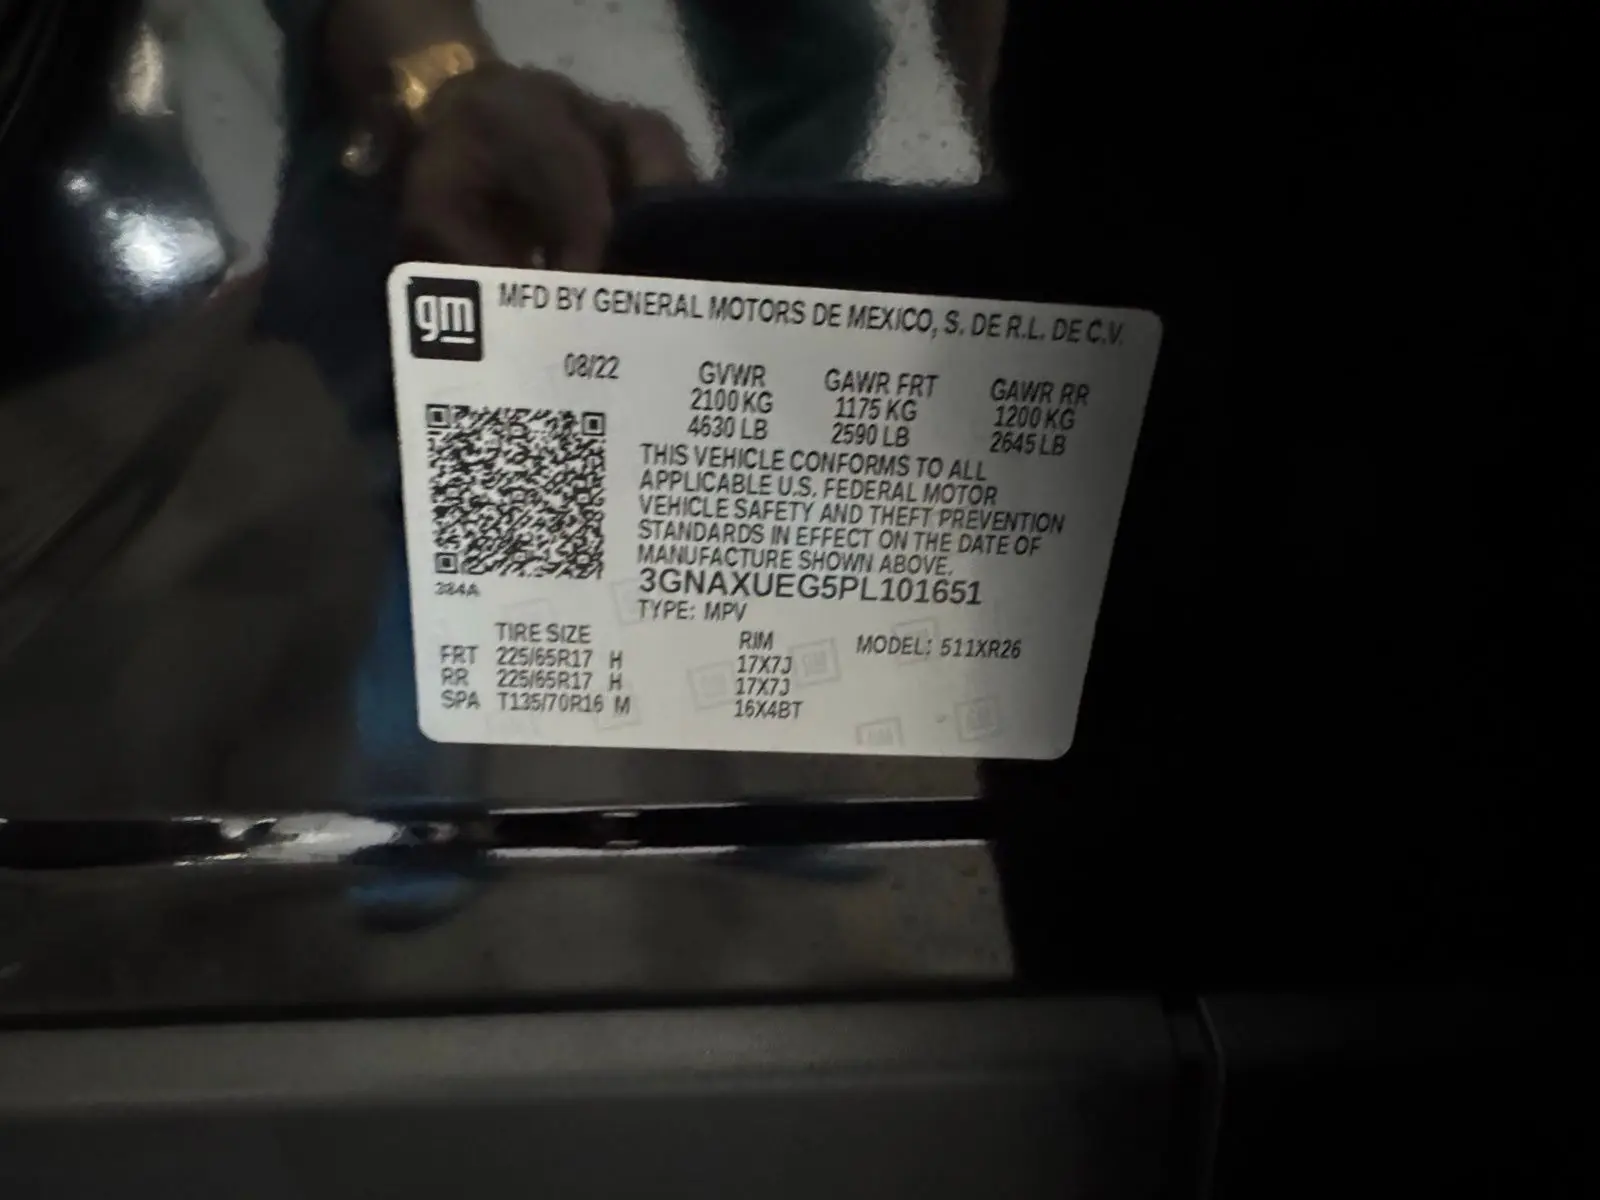 gm
MFD BY GENERAL MOTORS DE MEXICO, S. DE R.L. DE C.V.
08/22
GVWR GAWR FRT GAWR RR
2100 KG 1175 KG 1200 KG
4630 LB 2590 LB 2645 LB
THIS VEHICLE CONFORMS TO ALL
APPLICABLE U.S. FEDERAL MOTOR
VEHICLE SAFETY AND THEFT PREVENTION
STANDARDS IN EFFECT ON THE DATE OF
MANUFACTURE SHOWN ABOVE.
384A
3GNAXUEG5PL101651
TYPE: MPV
TIRE SIZE RIM MODEL: 511XR26
FRT 225/65R17 H 17X7J
RR 225/65R17 H 17X7J
SPA T135/70R16 M 16X4BT